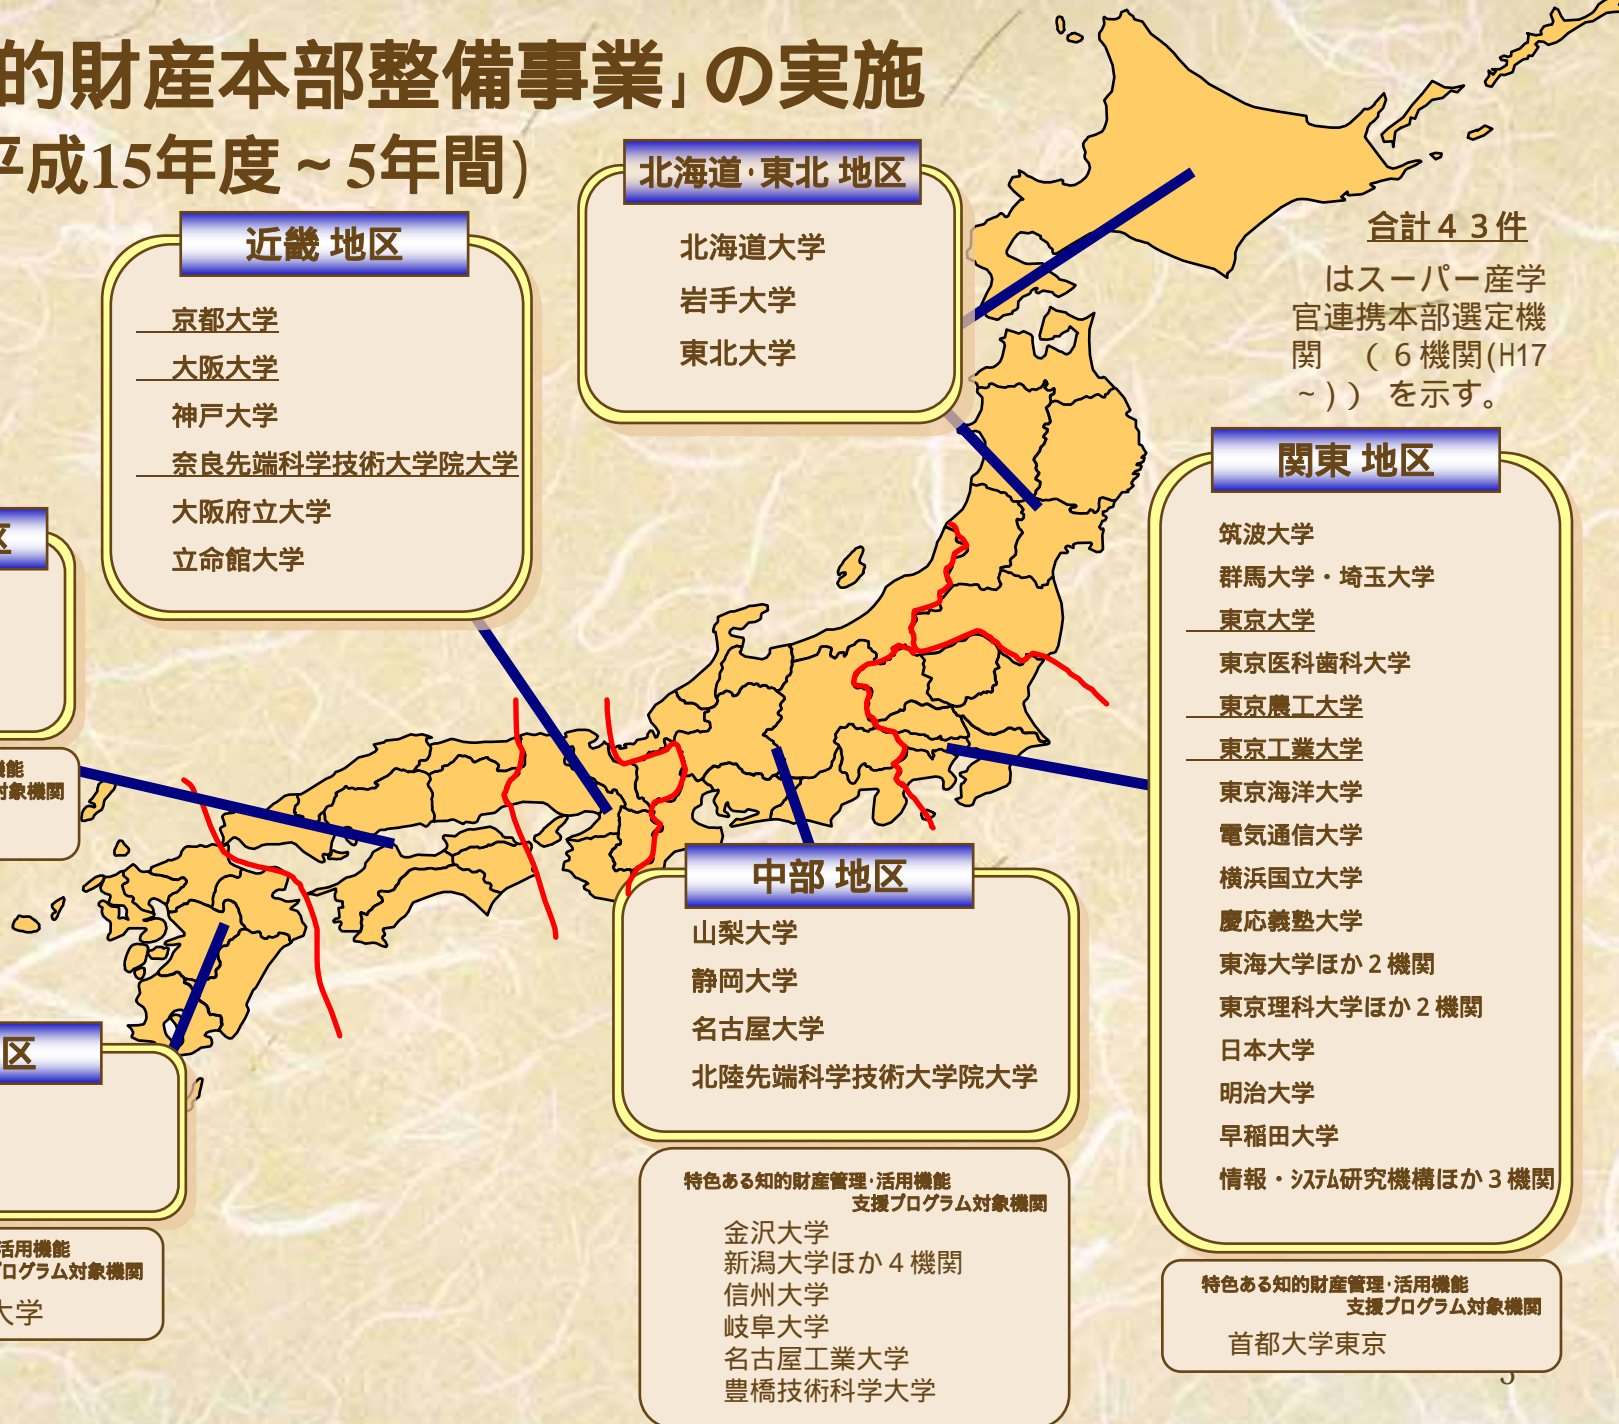 的財産本部整備事業」の実施
平成15年度～5年間)
北海道･東北 地区
北海道大学
岩手大学
東北大学
近畿 地区
京都大学
大阪大学
神戸大学
奈良先端科学技術大学院大学
大阪府立大学
立命館大学
合計４３件
はスーパー産学
官連携本部選定機
関　（６機関(H17
～)） を示す。
関東 地区
筑波大学
群馬大学・埼玉大学
東京大学
東京医科歯科大学
東京農工大学
東京工業大学
東京海洋大学
電気通信大学
横浜国立大学
慶応義塾大学
東海大学ほか２機関
東京理科大学ほか２機関
日本大学
明治大学
早稲田大学
情報・ｼｽﾃﾑ研究機構ほか３機関
特色ある知的財産管理･活用機能
支援プログラム対象機関
首都大学東京
区
機能
対象機関
中部 地区
山梨大学
静岡大学
名古屋大学
北陸先端科学技術大学院大学
特色ある知的財産管理･活用機能
支援プログラム対象機関
金沢大学
新潟大学ほか４機関
信州大学
岐阜大学
名古屋工業大学
豊橋技術科学大学
区
活用機能
プログラム対象機関
大学